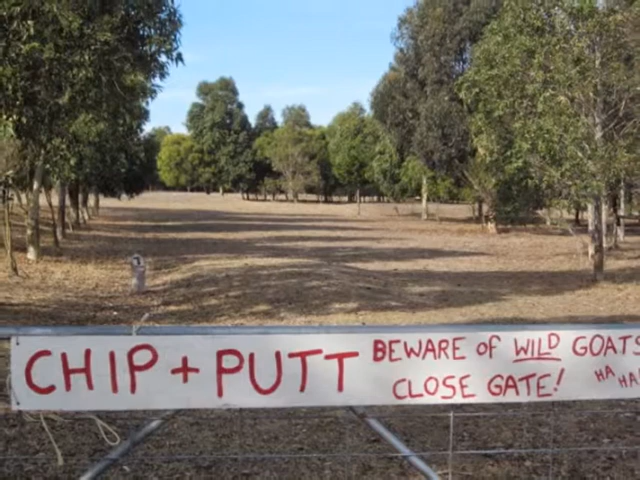 CHIP + PUTT
BEWARE OF WILD GOATS
CLOSE GATE!
HA HA